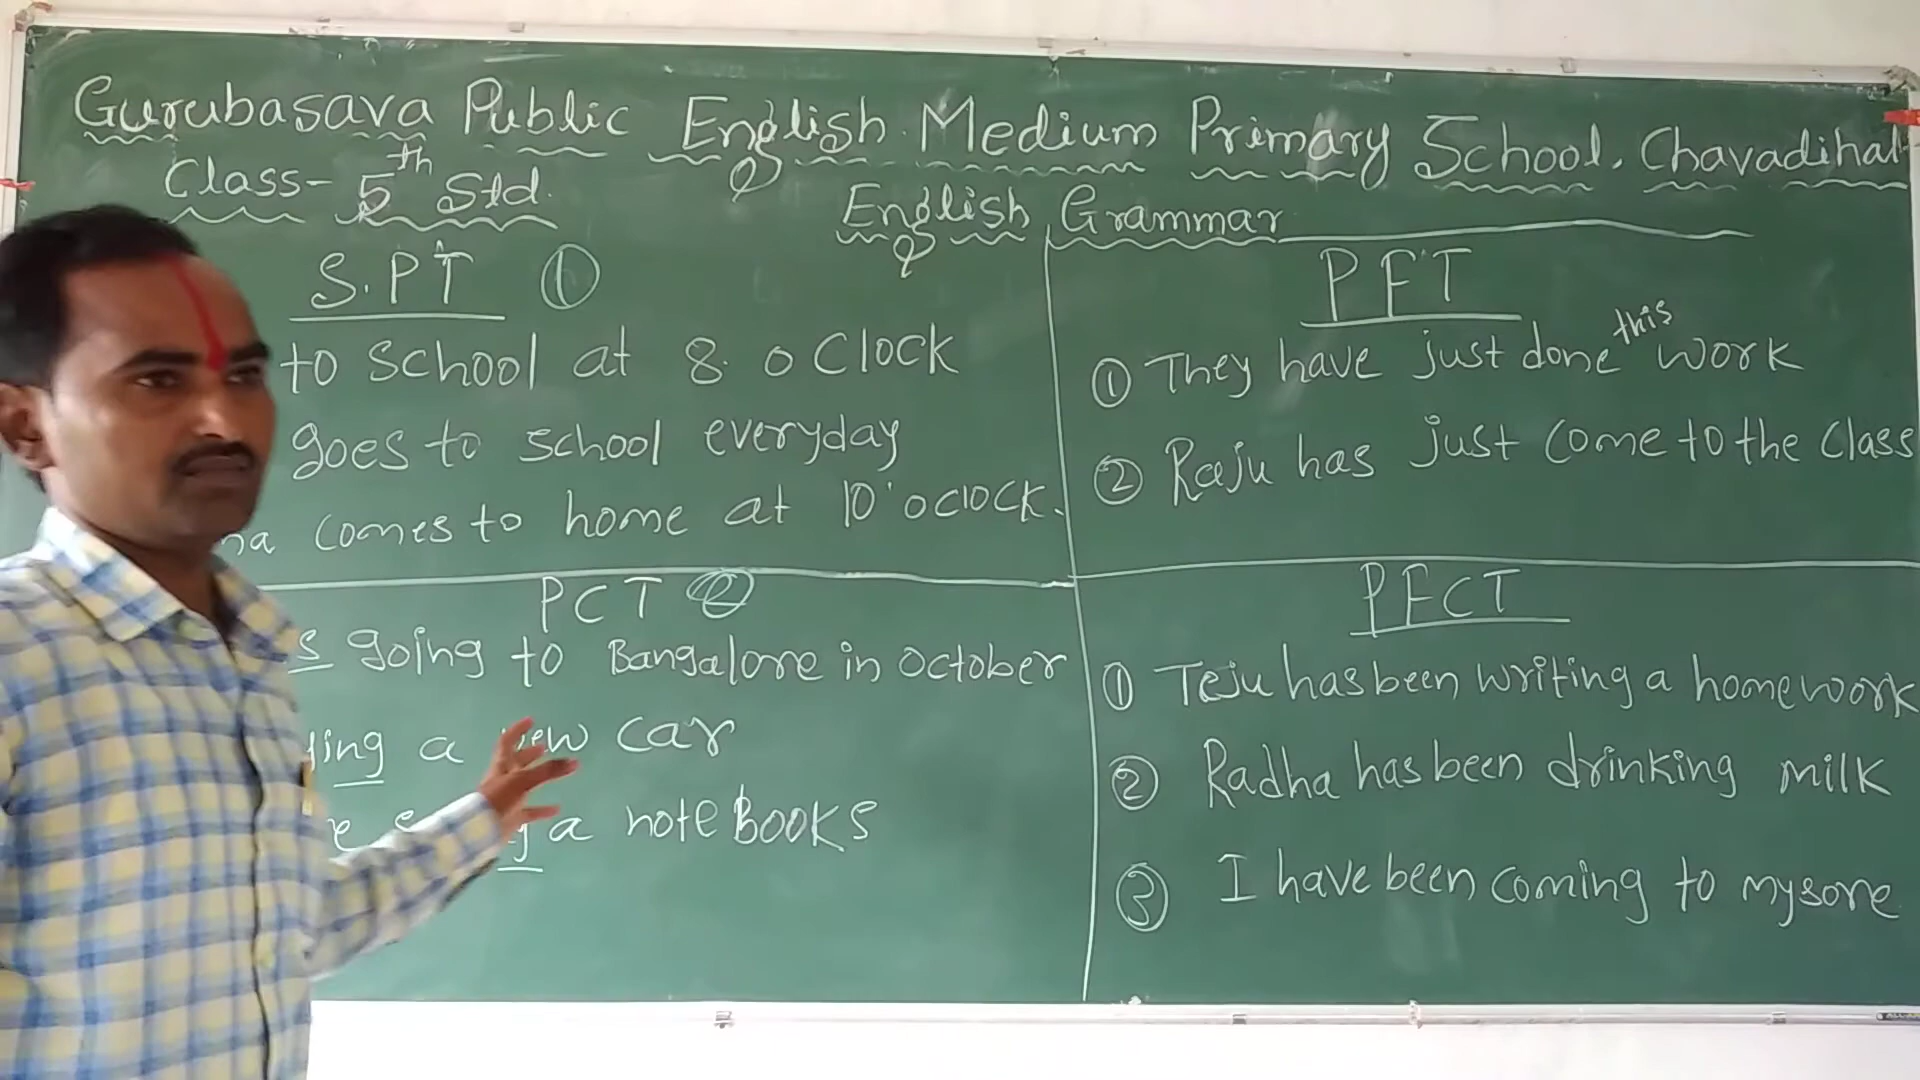 Gurubasava Public English Medium Primary School, Chavadihal
Class- 5th Std.
English Grammar
S.PT ①
to school at 8 o clock
goes to school everyday
comes to home at 10'oclock.
PCT ②
going to Bangalore in october
a new car
a note Books
PFT
① They have just done this work
② Raju has just come to the class
PFCT
① Teju has been writing a homework
② Radha has been drinking milk
③ I have been coming to mysore